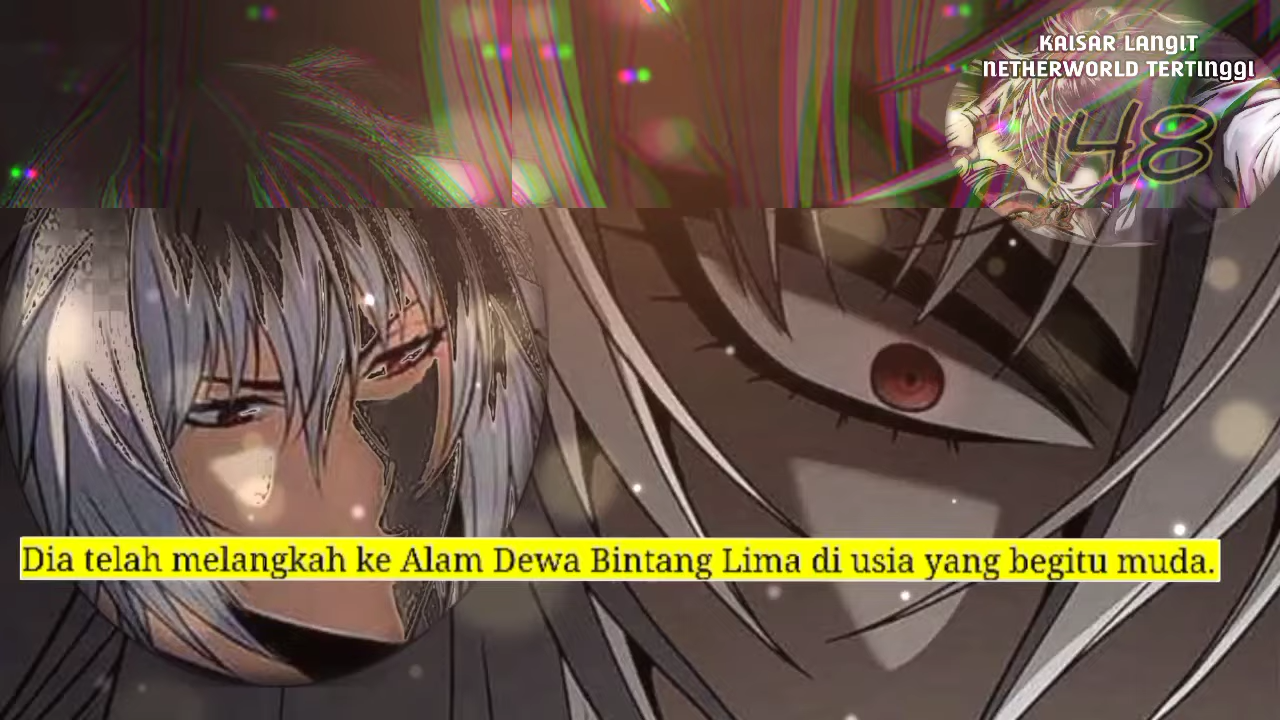 KAISAR LANGIT
NETHERWORLD TERTINGGI
148
Dia telah melangkah ke Alam Dewa Bintang Lima di usia yang begitu muda.